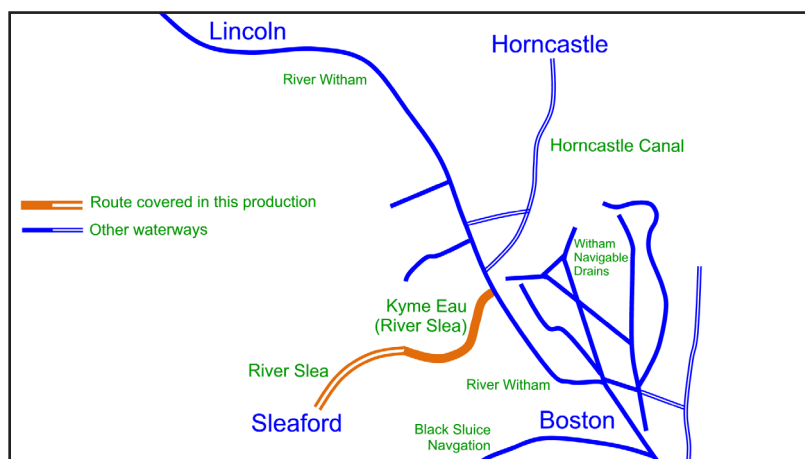 Lincoln
Horncastle
River Witham
Horncastle Canal
Route covered in this production
Other waterways
Witham
Navigable
Drains
Kyme Eau
(River Slea)
River Slea
River Witham
Sleaford
Boston
Black Sluice
Navgation